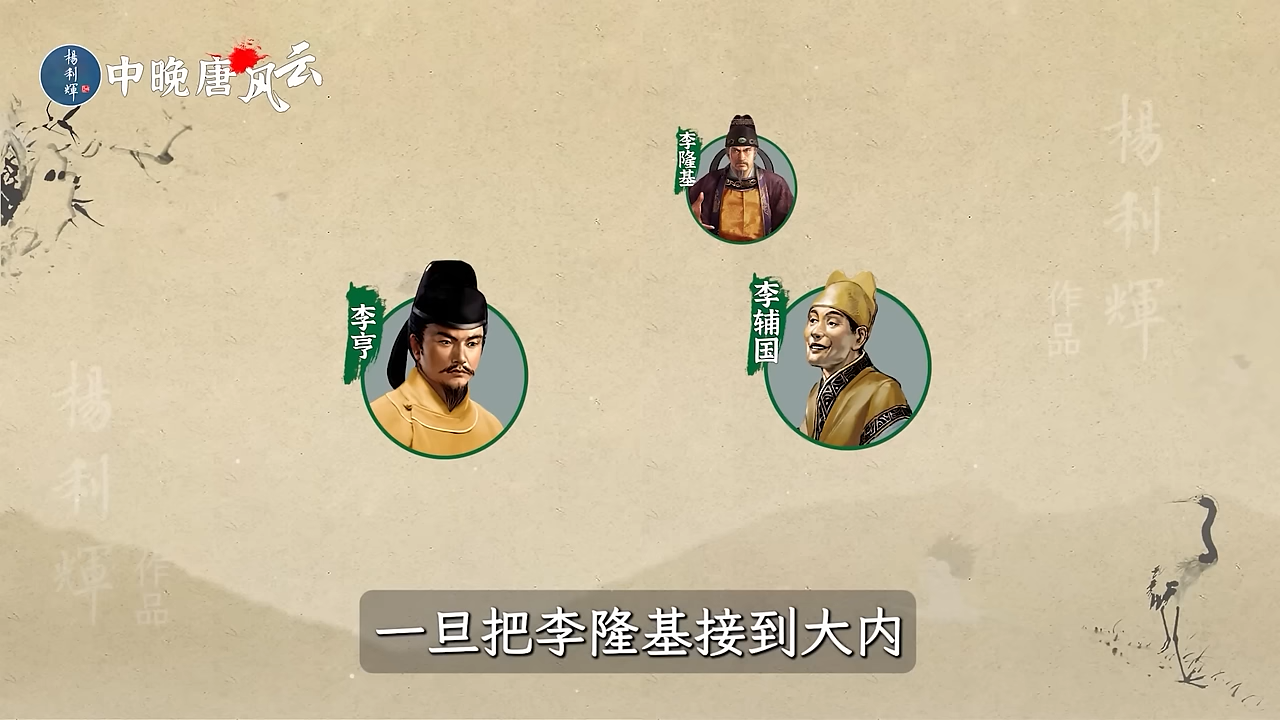 楊利輝
中晚唐风云
李隆基
李亨
李辅国
楊利輝
作品
楊利輝
作品
一旦把李隆基接到大内